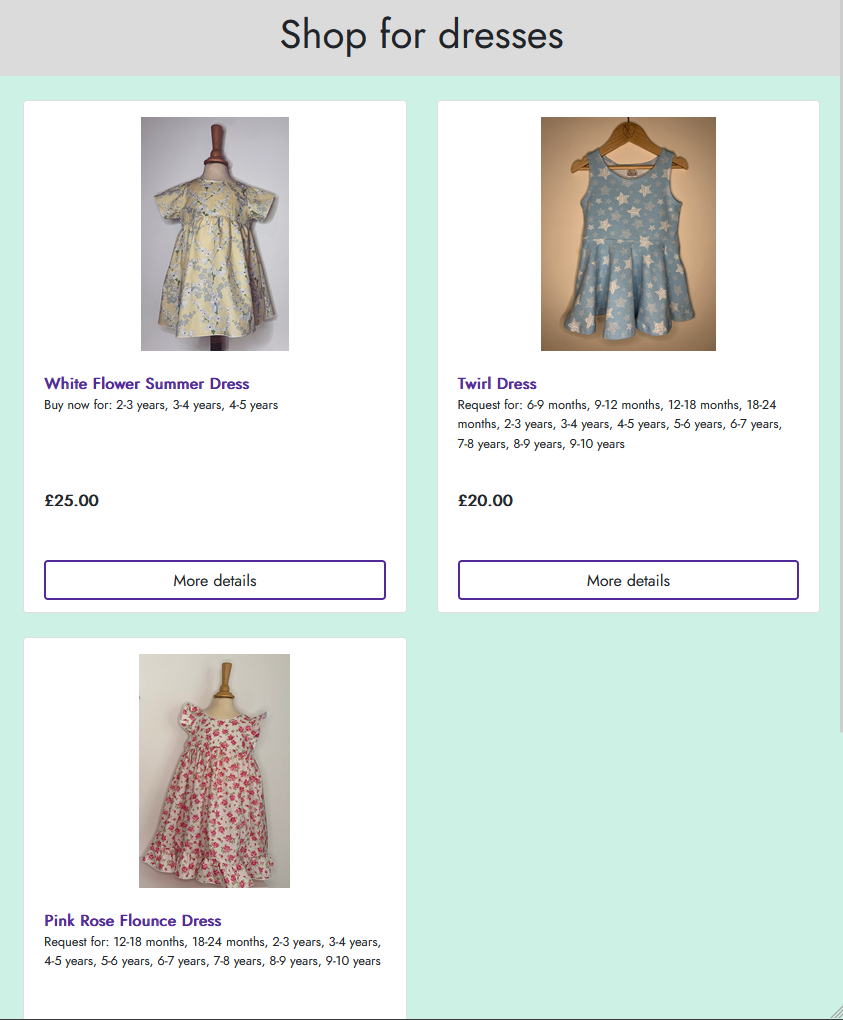 Shop for dresses
White Flower Summer Dress
Buy now for: 2-3 years, 3-4 years, 4-5 years
£25.00
More details
Twirl Dress
Request for: 6-9 months, 9-12 months, 12-18 months, 18-24
months, 2-3 years, 3-4 years, 4-5 years, 5-6 years, 6-7 years,
7-8 years, 8-9 years, 9-10 years
£20.00
More details
Pink Rose Flounce Dress
Request for: 12-18 months, 18-24 months, 2-3 years, 3-4 years,
4-5 years, 5-6 years, 6-7 years, 7-8 years, 8-9 years, 9-10 years